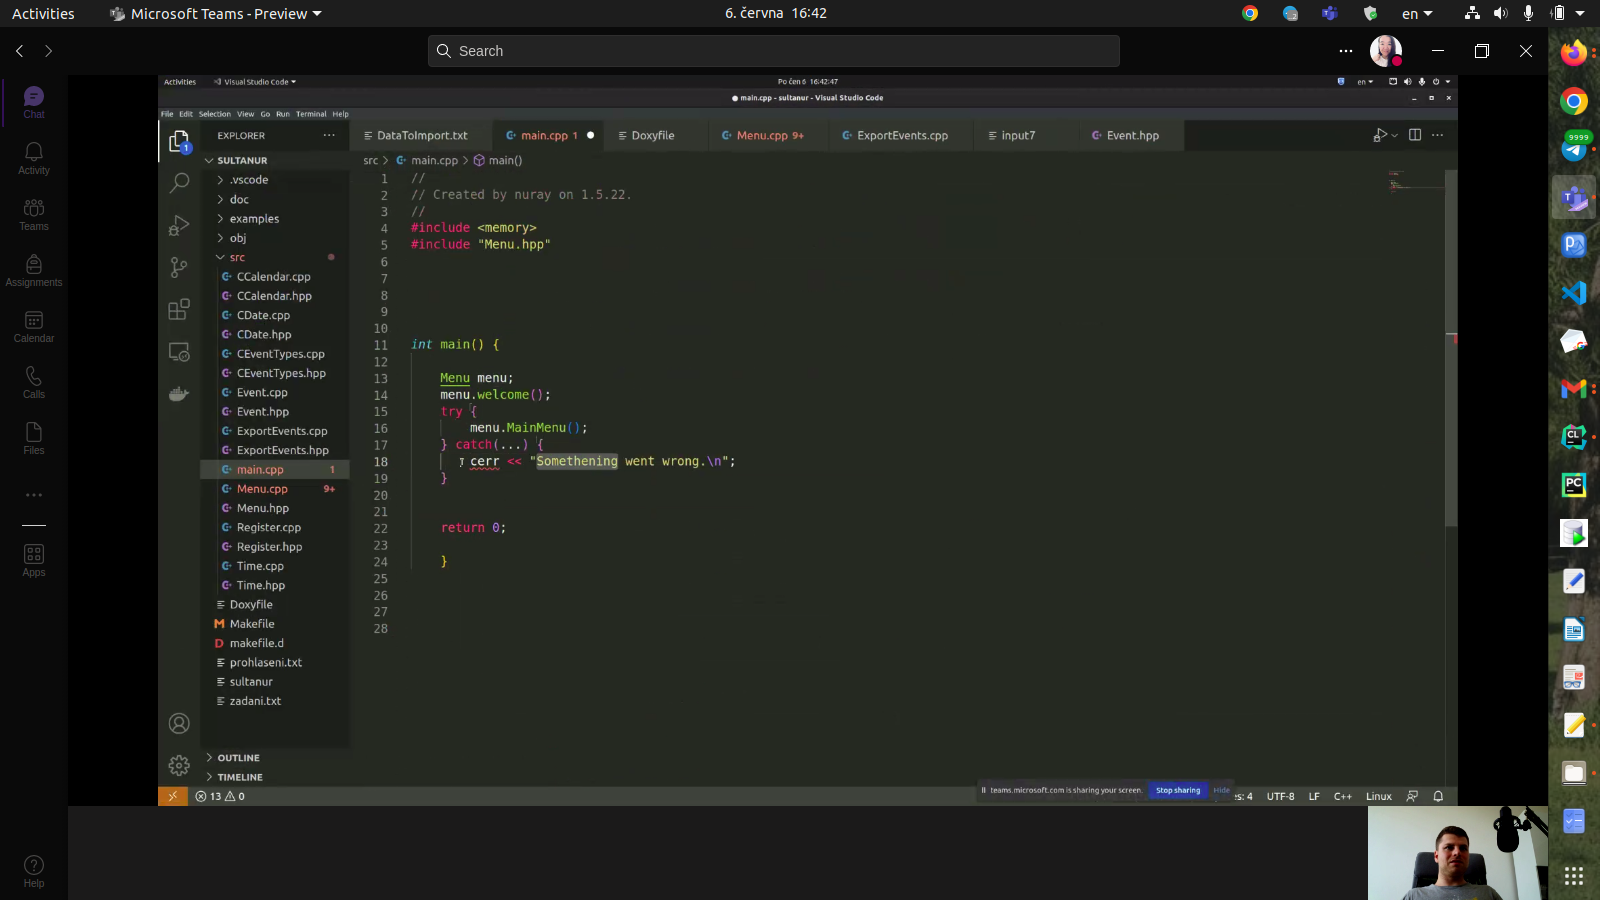 Activities
Microsoft Teams - Preview
6. června 16:42
en
Search
Chat
Activity
Teams
Assignments
Calendar
Calls
Files
Apps
Help
Activities
Visual Studio Code
Po čen 6 16:42:47
en
main.cpp - sultanur - Visual Studio Code
File Edit Selection View Go Run Terminal Help
EXPLORER
DataToImport.txt
main.cpp 1
Doxyfile
Menu.cpp 9+
ExportEvents.cpp
input7
Event.hpp
1
SULTANUR
.vscode
doc
examples
obj
src
CCalendar.cpp
CCalendar.hpp
CDate.cpp
CDate.hpp
CEventTypes.cpp
CEventTypes.hpp
Event.cpp
Event.hpp
ExportEvents.cpp
ExportEvents.hpp
main.cpp 1
Menu.cpp 9+
Menu.hpp
Register.cpp
Register.hpp
Time.cpp
Time.hpp
Doxyfile
Makefile
makefile.d
prohlaseni.txt
sultanur
zadani.txt
OUTLINE
TIMELINE
src > main.cpp > main()
1 //
2 // Created by nuray on 1.5.22.
3 //
4 #include <memory>
5 #include "Menu.hpp"
6
7
8
9
10
11 int main() {
12
13 Menu menu;
14 menu.welcome();
15 try {
16 menu.MainMenu();
17 } catch(...) {
18 cerr << "Somethening went wrong.\n";
19 }
20
21
22 return 0;
23
24 }
25
26
27
28
13 0
teams.microsoft.com is sharing your screen.
Stop sharing
Hide
es: 4
UTF-8
LF
C++
Linux
9999
CL
PC